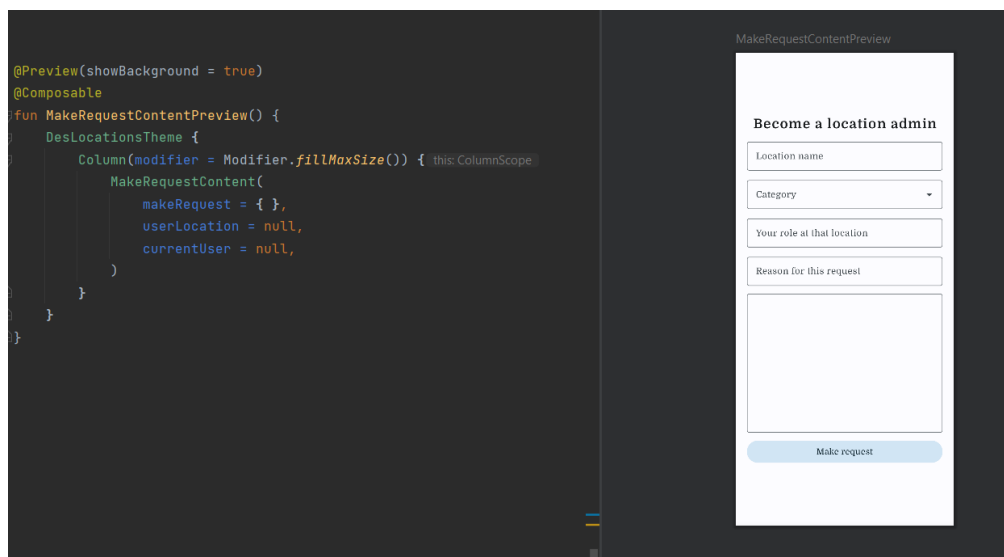 @Preview(showBackground = true)
@Composable
fun MakeRequestContentPreview() {
DesLocationsTheme {
Column(modifier = Modifier.fillMaxSize()) { this: ColumnScope
MakeRequestContent(
makeRequest = { },
userLocation = null,
currentUser = null,
)
}
}
}
MakeRequestContentPreview
Become a location admin
Location name
Category
Your role at that location
Reason for this request
Make request